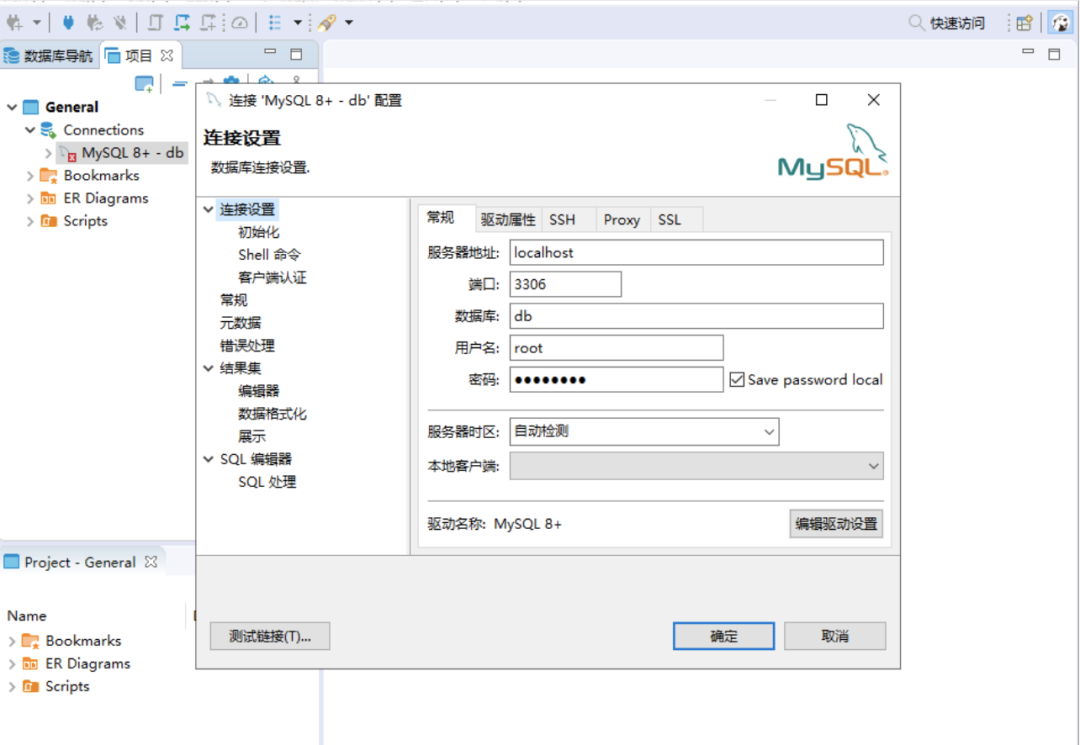 快速访问
数据库导航 项目
General
Connections
MySQL 8+ - db
Bookmarks
ER Diagrams
Scripts
连接 'MySQL 8+ - db' 配置
连接设置
数据库连接设置.
MySQL®
连接设置
初始化
Shell 命令
客户端认证
常规
元数据
错误处理
结果集
编辑器
数据格式化
展示
SQL 编辑器
SQL 处理
常规 驱动属性 SSH Proxy SSL
服务器地址: localhost
端口: 3306
数据库: db
用户名: root
密码: ●●●●●●●● Save password local
服务器时区: 自动检测
本地客户端:
驱动名称: MySQL 8+ 编辑驱动设置
测试链接(T)... 确定 取消
Project - General
Name
Bookmarks
ER Diagrams
Scripts